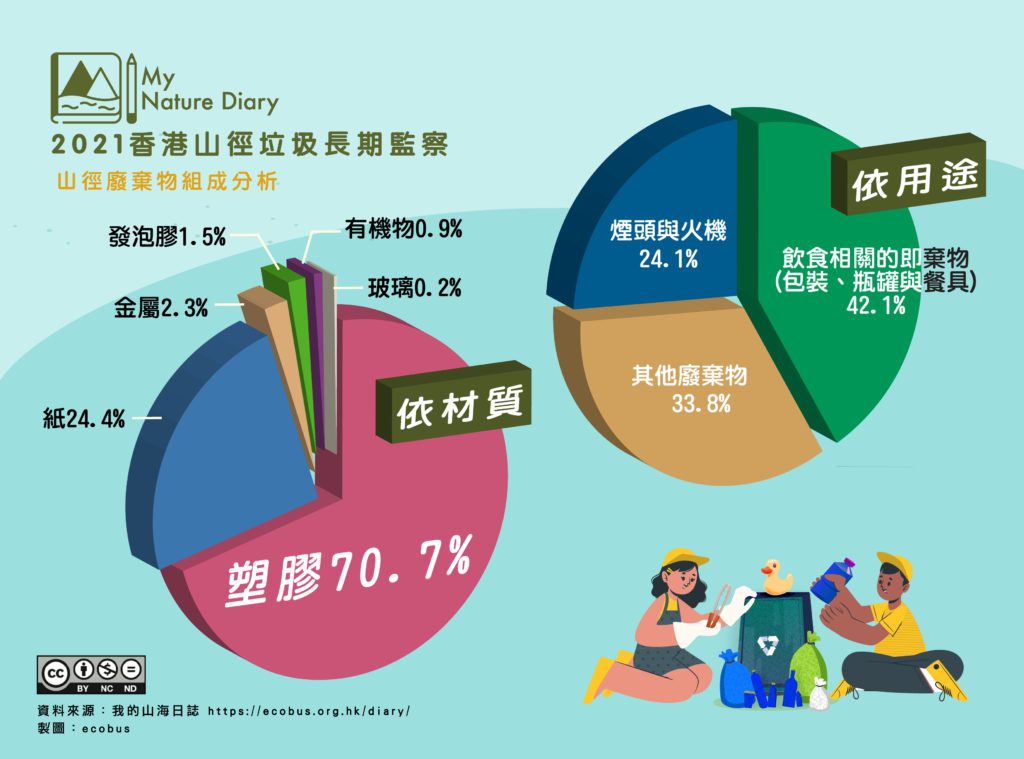 My
Nature Diary
2021香港山徑垃圾長期監察
山徑廢棄物組成分析
發泡膠1.5%
有機物0.9%
金屬2.3%
玻璃0.2%
紙24.4%
依材質
塑膠70.7%
依用途
煙頭與火機
24.1%
飲食相關的即棄物
(包裝、瓶罐與餐具)
42.1%
其他廢棄物
33.8%
cc
BY NC ND
資料來源：我的山海日誌 https://ecobus.org.hk/diary/
製圖：ecobus